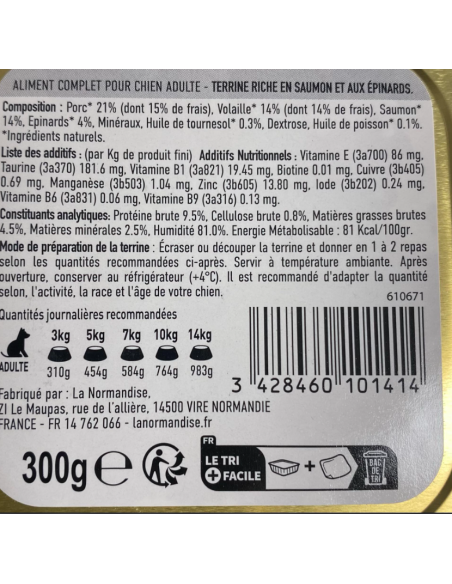 ALIMENT COMPLET POUR CHIEN ADULTE - TERRINE RICHE EN SAUMON ET AUX ÉPINARDS.
Composition : Porc* 21% (dont 15% de frais), Volaille* 14% (dont 14% de frais), Saumon*
14%, Epinards* 4%, Minéraux, Huile de tournesol* 0.3%, Dextrose, Huile de poisson* 0.1%.
*Ingrédients naturels.
Liste des additifs : (par Kg de produit fini) Additifs Nutritionnels : Vitamine E (3a700) 86 mg,
Taurine (3a370) 181.6 mg, Vitamine B1 (3a821) 19.45 mg, Biotine 0.01 mg, Cuivre (3b405)
0.69 mg, Manganèse (3b503) 1.04 mg, Zinc (3b605) 13.80 mg, Iode (3b202) 0.24 mg,
Vitamine B6 (3a831) 0.06 mg, Vitamine B9 (3a316) 0.13 mg.
Constituants analytiques: Protéine brute 9.5%, Cellulose brute 0.8%, Matières grasses brutes
4.5%, Matières minérales 2.5%, Humidité 81.0%. Energie Métabolisable : 81 Kcal/100gr.
Mode de préparation de la terrine : Écraser ou découper la terrine et donner en 1 à 2 repas
selon les quantités recommandées ci-après. Servir à température ambiante. Après
ouverture, conserver au réfrigérateur (+4°C). Il est recommandé d'adapter la quantité
selon, l'activité, la race et l'âge de votre chien.
610671
Quantités journalières recommandées
3kg 5kg 7kg 10kg 14kg
ADULTE 310g 454g 584g 764g 983g
3 428460 101414
Fabriqué par : La Normandise,
ZI Le Maupas, rue de l'allière, 14500 VIRE NORMANDIE
FRANCE - FR 14 762 066 - lanormandise.fr
300g e
FR
LE TRI
+ FACILE
+
BAC
DE
TRI